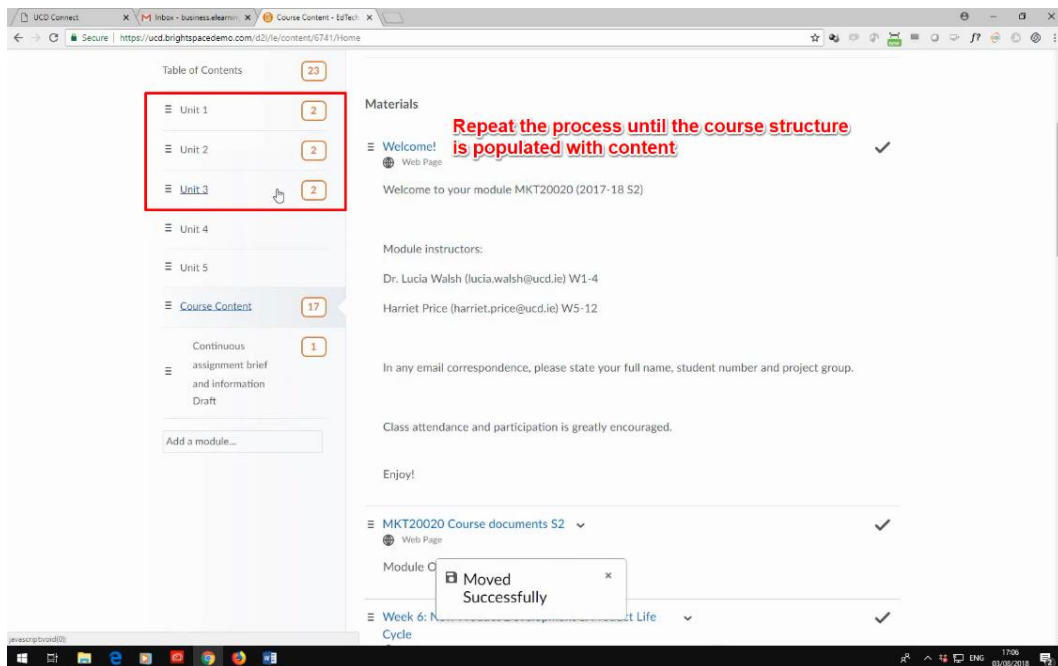 UCD Connect
Inbox - business.elearnin
Course Content - EdTech
Secure | https://ucd.brightspacedemo.com/d2l/le/content/6741/Home
f?
Table of Contents 23
Unit 1 2
Unit 2 2
Unit 3 2
Unit 4
Unit 5
Course Content 17
Continuous
assignment brief
and information
Draft
1
Add a module...
Materials
Repeat the process until the course structure
is populated with content
Welcome!
Web Page
Welcome to your module MKT20020 (2017-18 S2)
Module instructors:
Dr. Lucia Walsh (lucia.walsh@ucd.ie) W1-4
Harriet Price (harriet.price@ucd.ie) W5-12
In any email correspondence, please state your full name, student number and project group.
Class attendance and participation is greatly encouraged.
Enjoy!
MKT20020 Course documents S2
Web Page
Module O
Moved
Successfully
Week 6: N
ct Life
Cycle
javascript:void(0);
ENG
17:06
03/08/2018